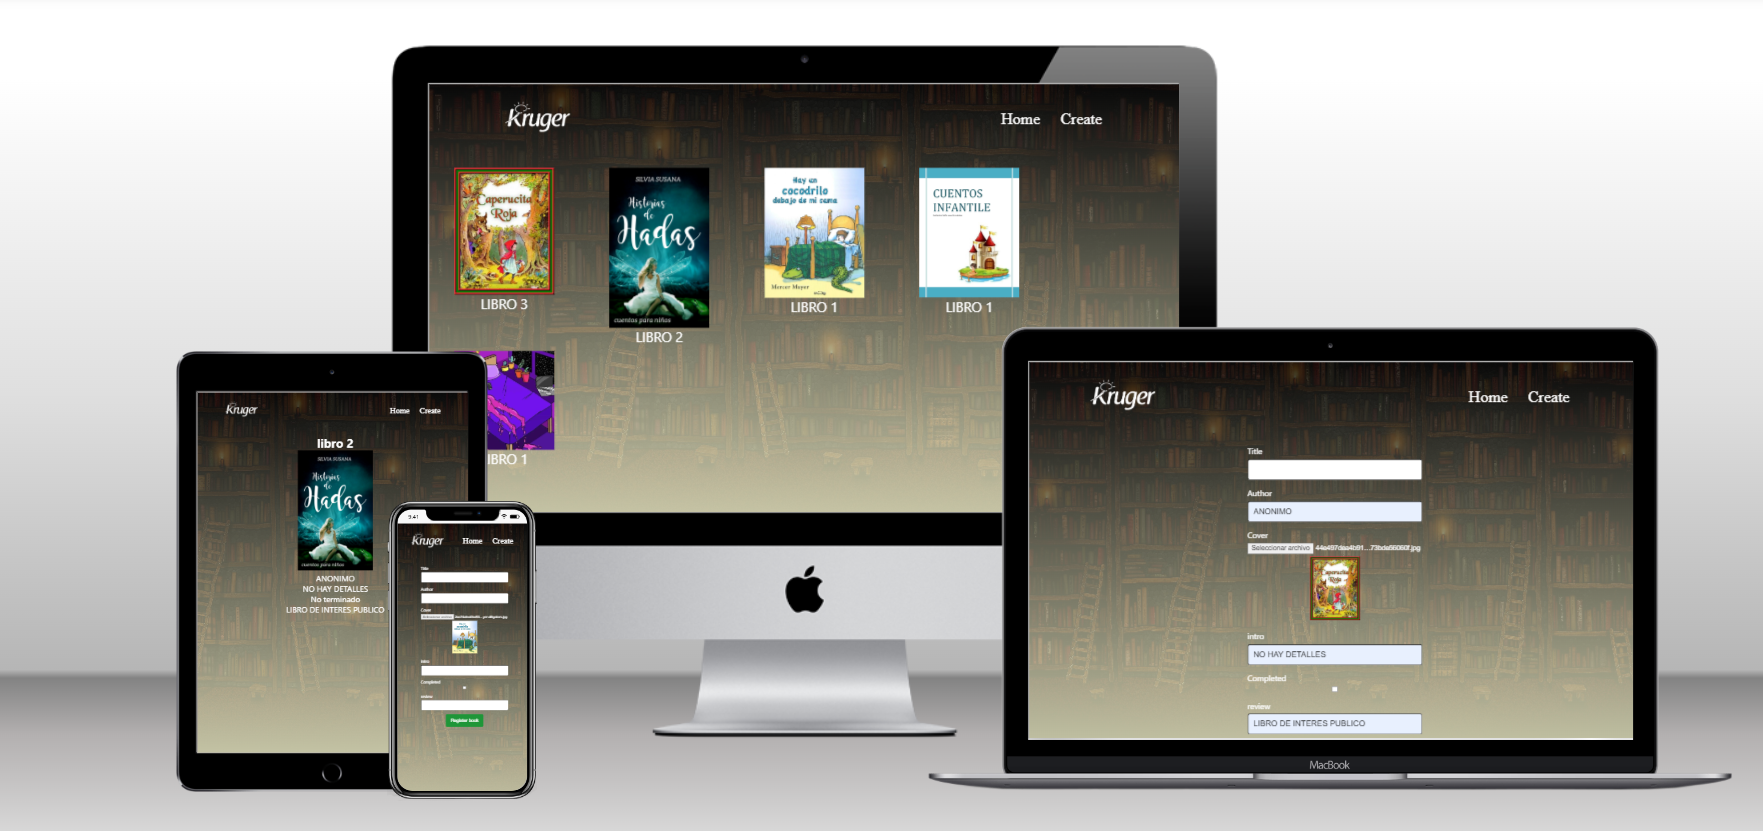 Kruger
Home Create
Caperucita
Roja
LIBRO 3
SILVIA SUSANA
Historias
de
Hadas
cuentos para niños
LIBRO 2
Hay un
cocodrilo
debajo de mi cama
Mercer Mayer
LIBRO 1
CUENTOS
INFANTILE
LIBRO 1
IBRO 1
Kruger
Home Create
libro 2
SILVIA SUSANA
Historias
de
Hadas
cuentos para niños
ANONIMO
NO HAY DETALLES
No terminado
LIBRO DE INTERES PUBLICO
9:41
Kruger
Home Create
Title
Author
Cover
Seleccionar archivo
intro
Completed
review
Register book
Kruger
Home Create
Title
Author
ANONIMO
Cover
Seleccionar archivo
Caperucita
Roja
intro
NO HAY DETALLES
Completed
review
LIBRO DE INTERES PUBLICO
MacBook